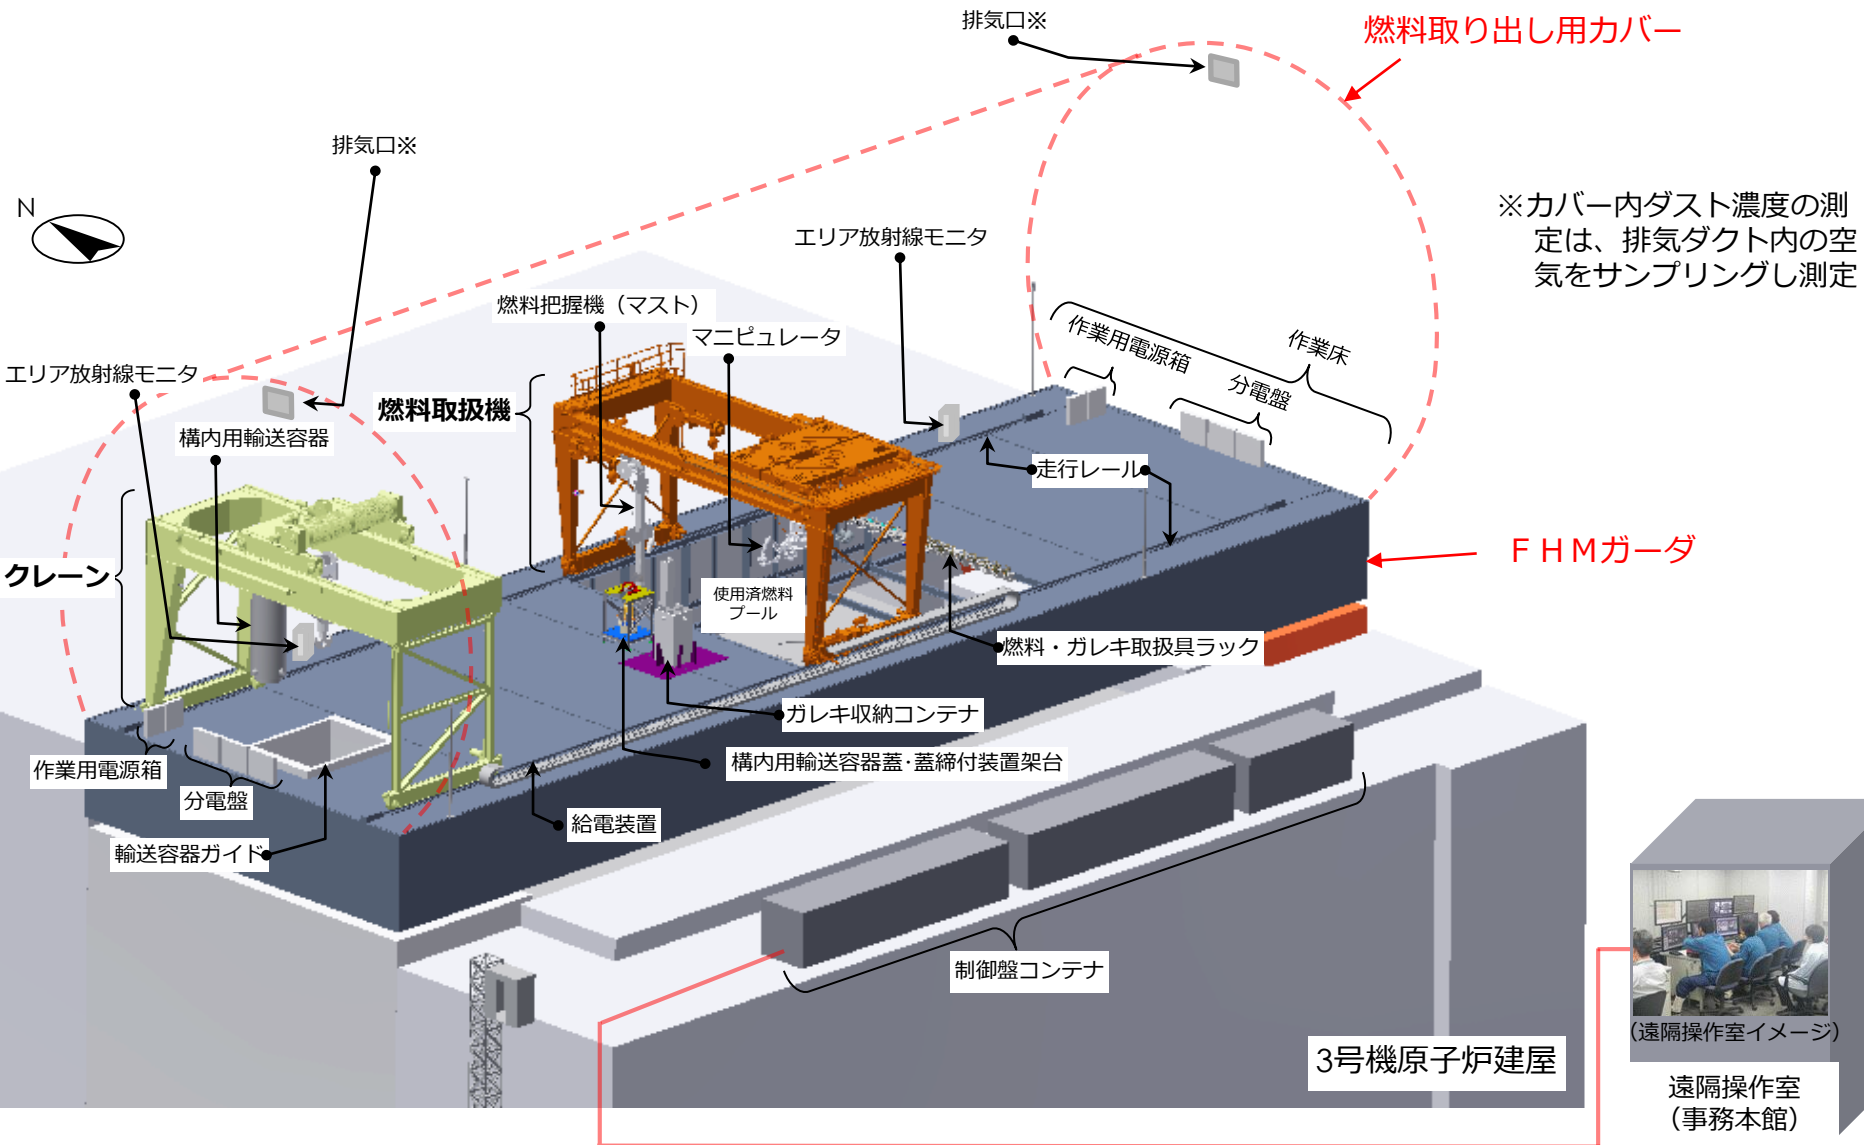 排気口※
燃料取り出し用カバー
排気口※
N
※カバー内ダスト濃度の測
定は、排気ダクト内の空
気をサンプリングし測定
エリア放射線モニタ
燃料把握機（マスト）
マニピュレータ
作業用電源箱
作業床
分電盤
エリア放射線モニタ
燃料取扱機
構内用輸送容器
走行レール
クレーン
ＦＨＭガーダ
使用済燃料
プール
燃料・ガレキ取扱具ラック
ガレキ収納コンテナ
構内用輸送容器蓋･蓋締付装置架台
作業用電源箱
分電盤
給電装置
輸送容器ガイド
制御盤コンテナ
3号機原子炉建屋
（遠隔操作室イメージ）
遠隔操作室
（事務本館）